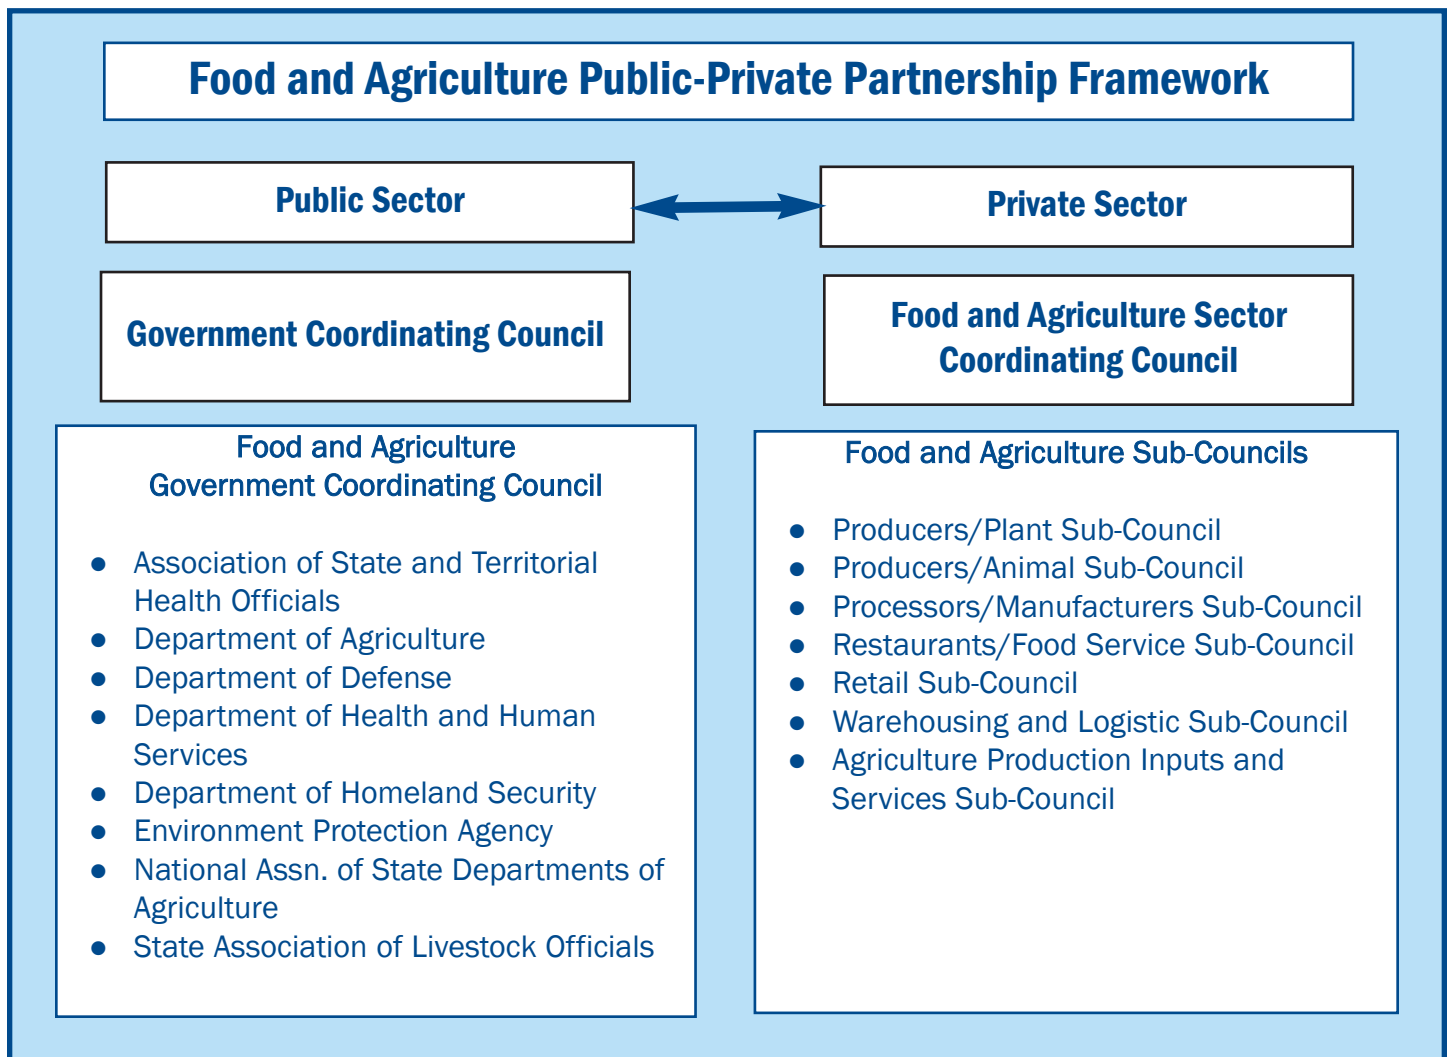 Food and Agriculture Public-Private Partnership Framework
Public Sector
Private Sector
Government Coordinating Council
Food and Agriculture Sector
Coordinating Council
Food and Agriculture
Government Coordinating Council
● Association of State and Territorial
Health Officials
● Department of Agriculture
● Department of Defense
● Department of Health and Human
Services
● Department of Homeland Security
● Environment Protection Agency
● National Assn. of State Departments of
Agriculture
● State Association of Livestock Officials
Food and Agriculture Sub-Councils
● Producers/Plant Sub-Council
● Producers/Animal Sub-Council
● Processors/Manufacturers Sub-Council
● Restaurants/Food Service Sub-Council
● Retail Sub-Council
● Warehousing and Logistic Sub-Council
● Agriculture Production Inputs and
Services Sub-Council